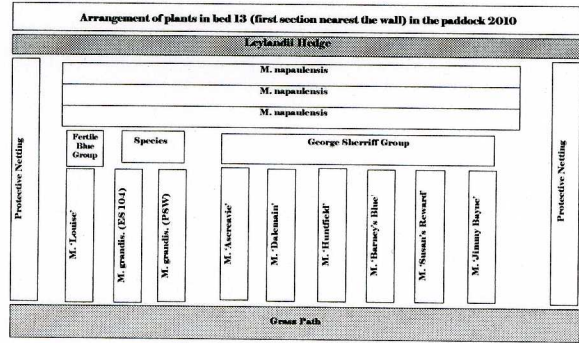 Arrangement of plants in bed 13 (first section nearest the wall) in the paddock 2010
Leylandii Hedge
M. napaulensis
M. napaulensis
M. napaulensis
Protective Netting
Fertile
Blue
Group
Species
George Sherriff Group
Protective Netting
M. 'Louise'
M. grandis. (ES 104)
M. grandis. (PSW)
M. 'Ascreavie'
M. 'Dalemain'
M. 'Huntfield'
M. 'Barney's Blue'
M. 'Susan's Reward'
M. 'Jimmy Bayne'
Grass Path